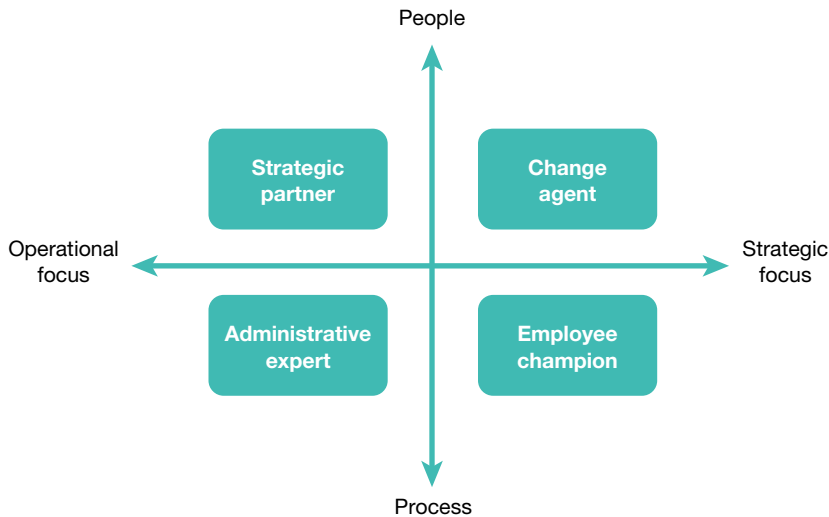 People
Strategic
partner
Change
agent
Operational
focus
Strategic
focus
Administrative
expert
Employee
champion
Process